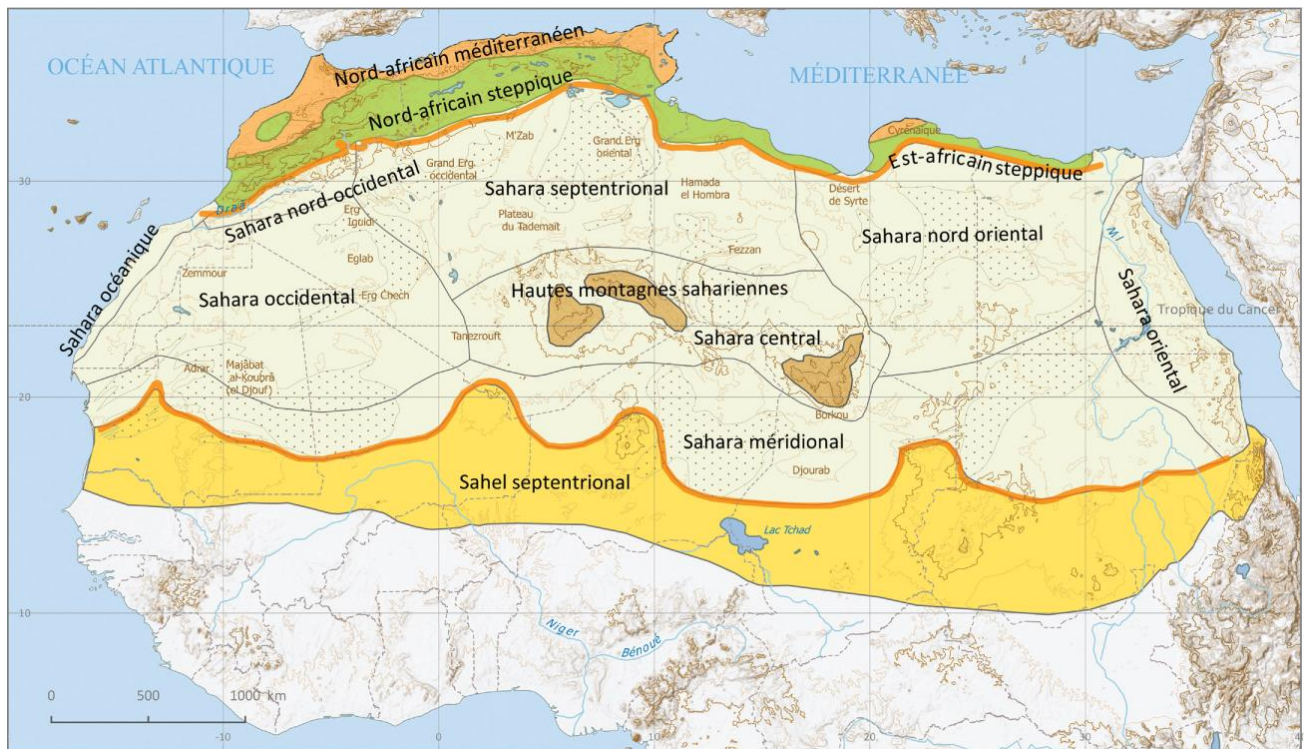 OCÉAN ATLANTIQUE
Nord-africain méditerranéen
MÉDITERRANÉE
Nord-africain steppique
M'Zab
Grand Erg
oriental
Cyrénaïque
Grand Erg
occidental
Est-africain steppique
30
Draâ
Sahara nord-occidental
Sahara septentrional
Hamada
el Hombra
Désert
de Syrte
Erg
Iguidi
Plateau
du Tademaït
Sahara océanique
Eglab
Fezzan
Sahara nord oriental
Zemmour
Sahara occidental
Erg Chech
Hautes montagnes sahariennes
Sahara oriental
Tropique du Cancer
Tanezrouft
Sahara central
Adrar
Majâbat
al-Koubrâ
(el Djouf)
20
Borkou
Sahara méridional
Djourab
Sahel septentrional
Lac Tchad
10
Niger
Bénoué
0 500 1000 km
-10 0 10 20 30